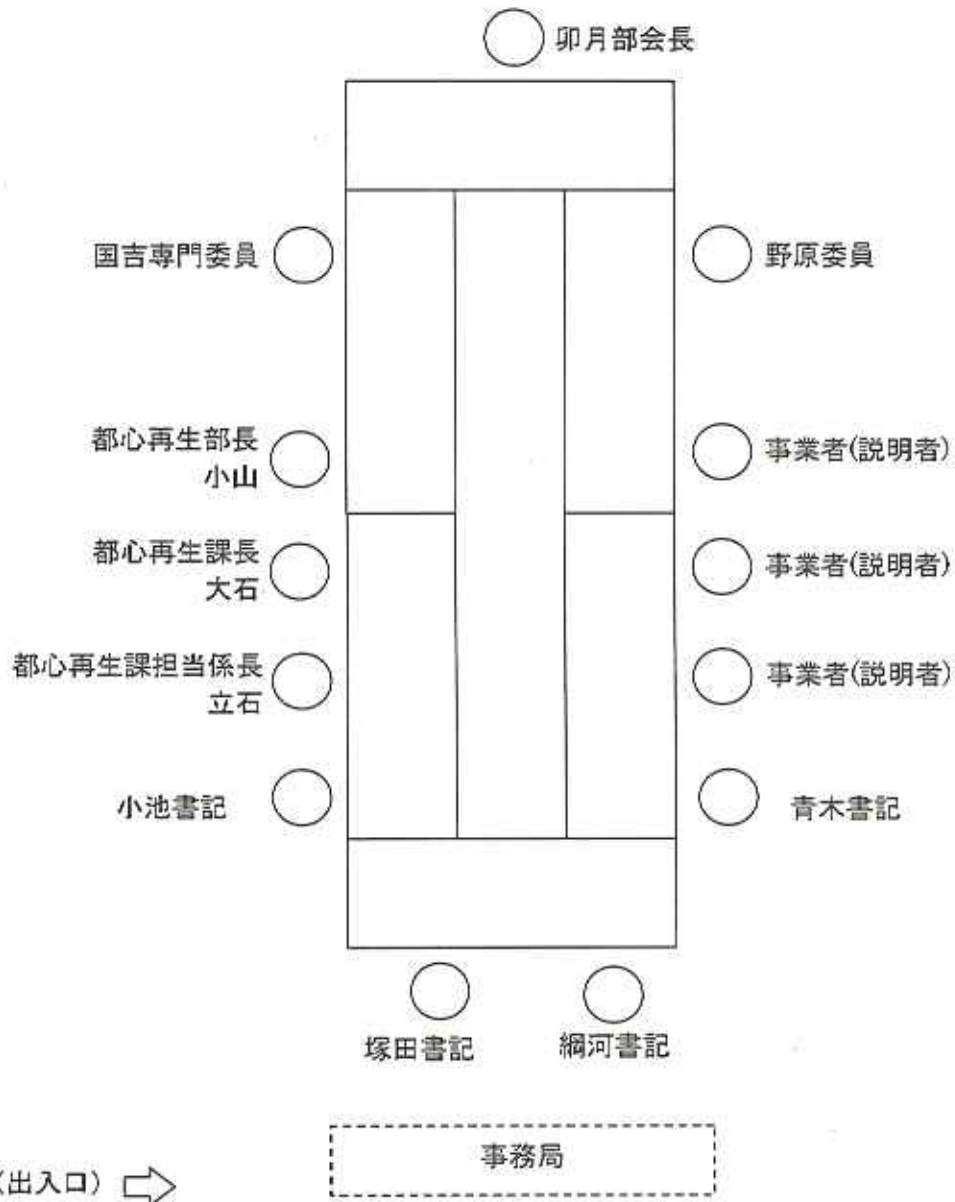 卯月部会長
国吉専門委員
野原委員
都心再生部長
小山
事業者(説明者)
都心再生課長
大石
事業者(説明者)
都心再生課担当係長
立石
事業者(説明者)
小池書記
青木書記
塚田書記
綱河書記
事務局
(出入口)